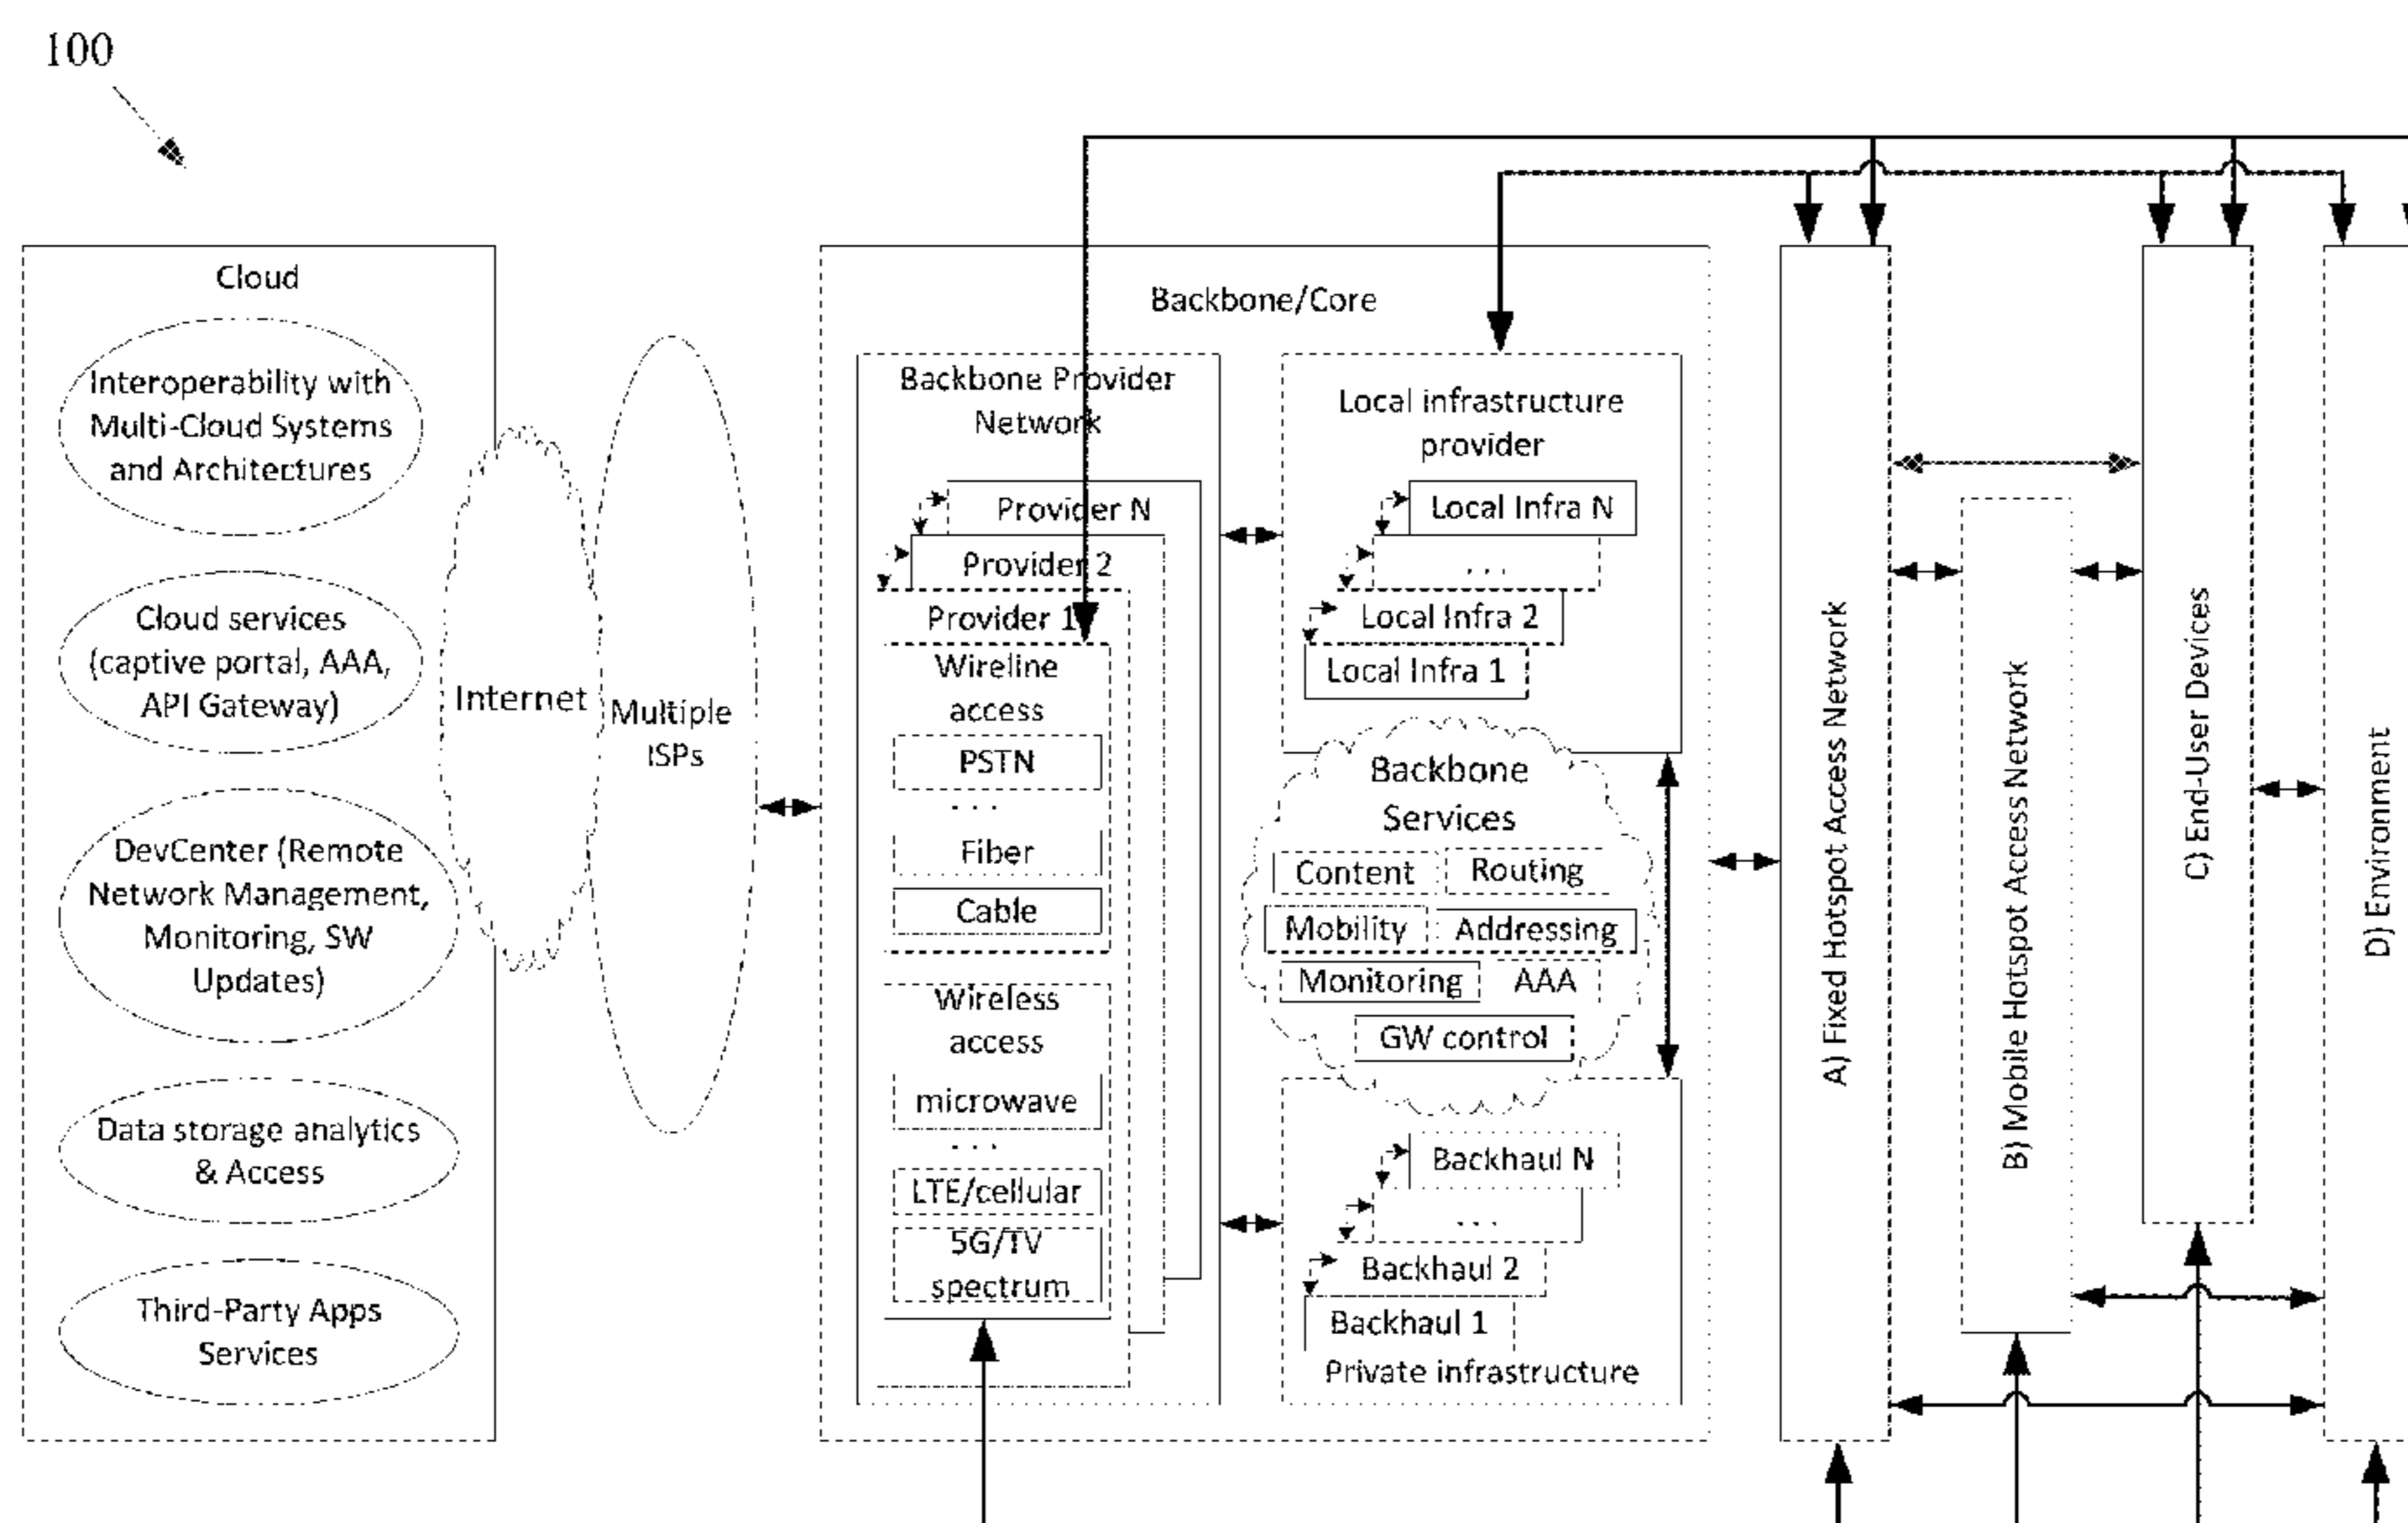 100
Cloud
Interoperability with
Multi-Cloud Systems
and Architectures
Cloud services
(captive portal, AAA,
API Gateway)
DevCenter (Remote
Network Management,
Monitoring, SW
Updates)
Data storage analytics
& Access
Third-Party Apps
Services
Internet
Multiple
ISPs
Backbone/Core
Backbone Provider
Network
Provider N
Provider 2
Provider 1
Wireline
access
PSTN
...
Fiber
Cable
Wireless
access
microwave
...
LTE/cellular
5G/TV
spectrum
Local infrastructure
provider
Local Infra N
...
Local Infra 2
Local Infra 1
Backbone
Services
Content
Routing
Mobility
Addressing
Monitoring
AAA
GW control
Backhaul N
...
Backhaul 2
Backhaul 1
Private infrastructure
A) Fixed Hotspot Access Network
B) Mobile Hotspot Access Network
C) End-User Devices
D) Environment